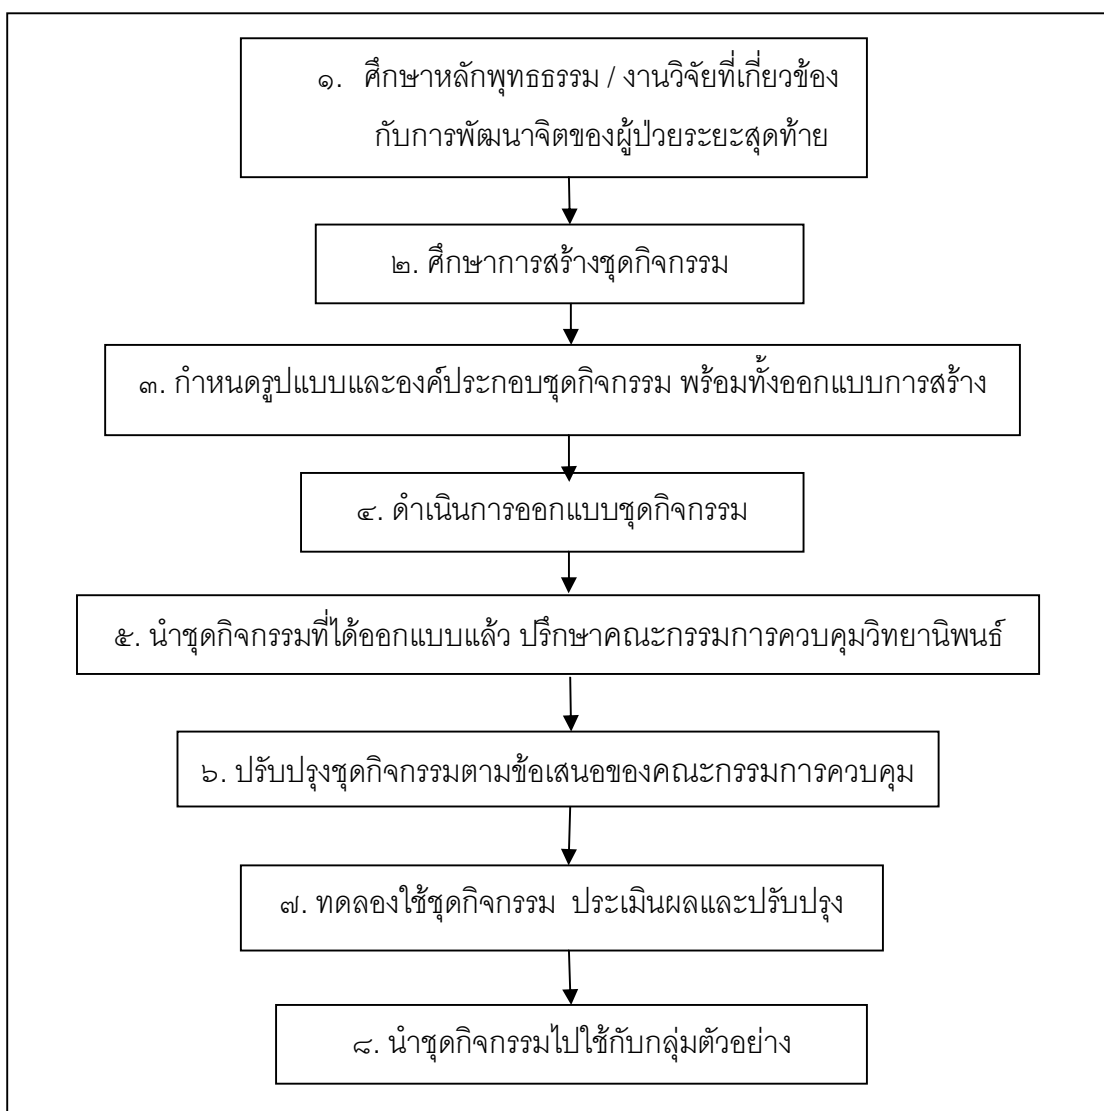 ๑. ศึกษาหลักพุทธธรรม / งานวิจัยที่เกี่ยวข้อง
กับการพัฒนาจิตของผู้ป่วยระยะสุดท้าย
๒. ศึกษาการสร้างชุดกิจกรรม
๓. กำหนดรูปแบบและองค์ประกอบชุดกิจกรรม พร้อมทั้งออกแบบการสร้าง
๔. ดำเนินการออกแบบชุดกิจกรรม
๕. นำชุดกิจกรรมที่ได้ออกแบบแล้ว ปรึกษาคณะกรรมการควบคุมวิทยานิพนธ์
๖. ปรับปรุงชุดกิจกรรมตามข้อเสนอของคณะกรรมการควบคุม
๗. ทดลองใช้ชุดกิจกรรม ประเมินผลและปรับปรุง
๘. นำชุดกิจกรรมไปใช้กับกลุ่มตัวอย่าง